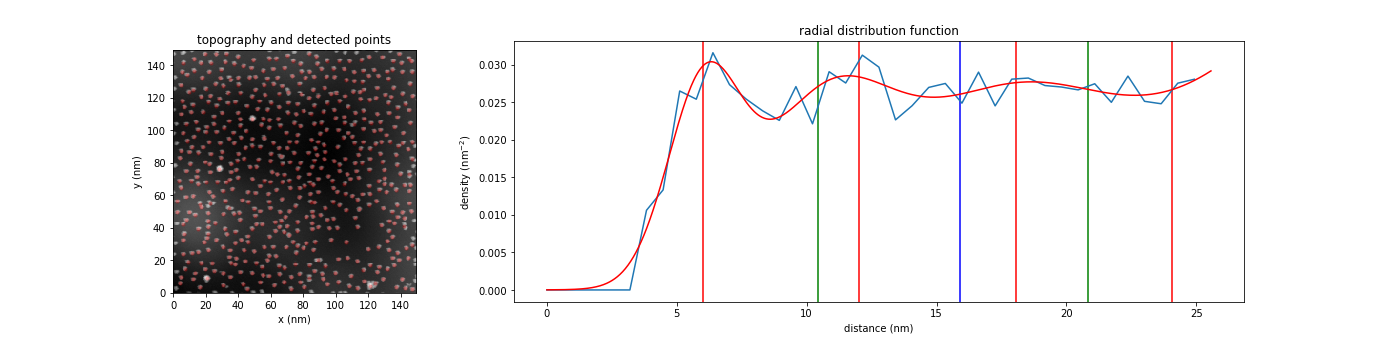 topography and detected points
140
120
100
80
60
40
20
0
y (nm)
0 20 40 60 80 100 120 140
x (nm)
radial distribution function
0.030
0.025
0.020
0.015
0.010
0.005
0.000
density (nm⁻²)
0 5 10 15 20 25
distance (nm)